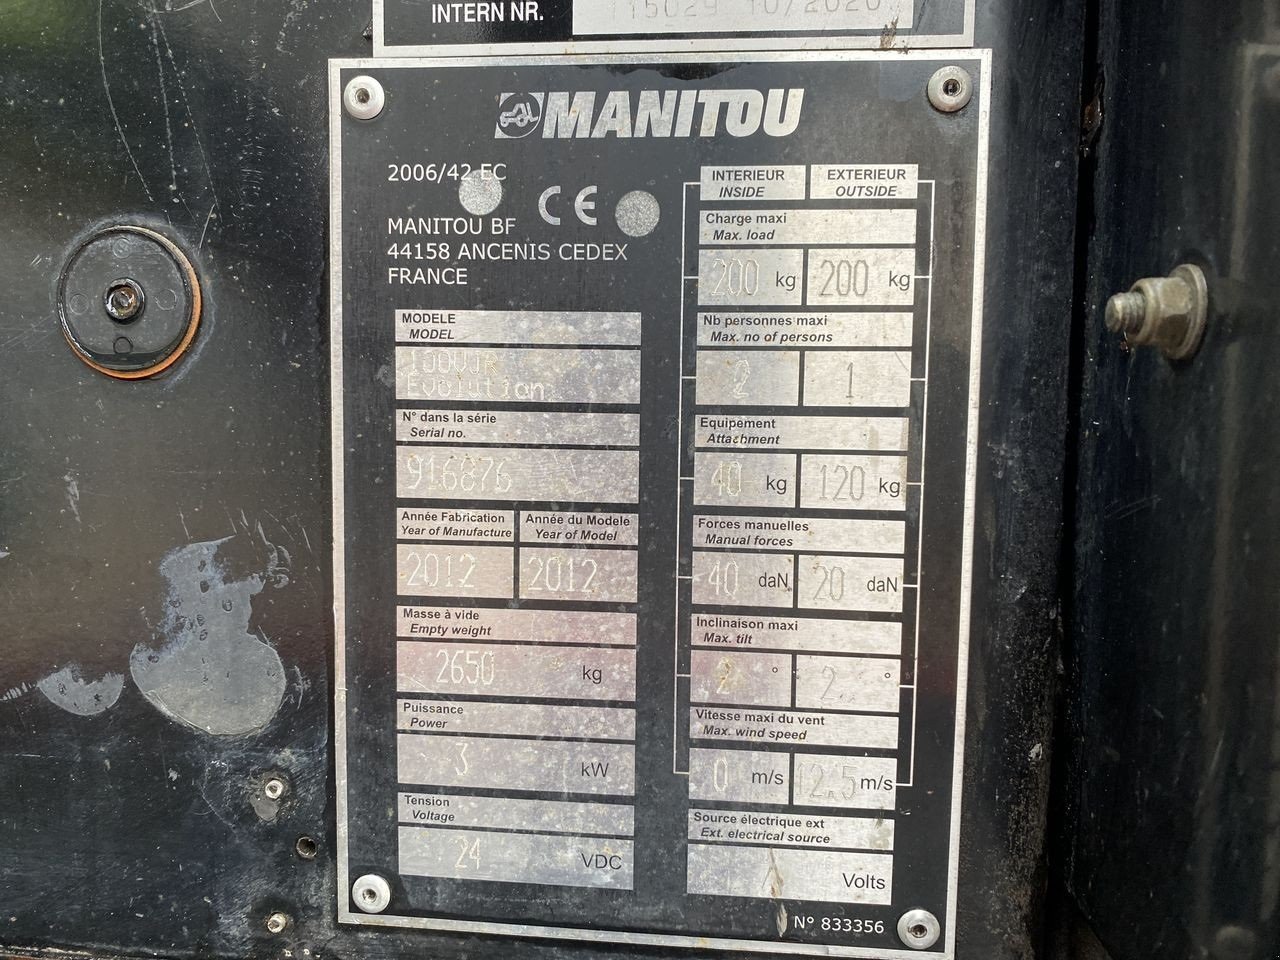 INTERN NR. 115029 10/2020
MANITOU
2006/42 EC
CE
MANITOU BF
44158 ANCENIS CEDEX
FRANCE
MODELE
MODEL
100VJR
Evolution
N° dans la série
Serial no.
916876
Année Fabrication Année du Modele
Year of Manufacture Year of Model
2012 2012
Masse à vide
Empty weight
2650 kg
Puissance
Power
3 kW
Tension
Voltage
24 VDC
INTERIEUR EXTERIEUR
INSIDE OUTSIDE
Charge maxi
Max. load
200 kg 200 kg
Nb personnes maxi
Max. no of persons
2 1
Equipement
Attachment
40 kg 120 kg
Forces manuelles
Manual forces
40 daN 20 daN
Inclinaison maxi
Max. tilt
2 ° 2 °
Vitesse maxi du vent
Max. wind speed
0 m/s 12.5 m/s
Source électrique ext
Ext. electrical source
Volts
N° 833356